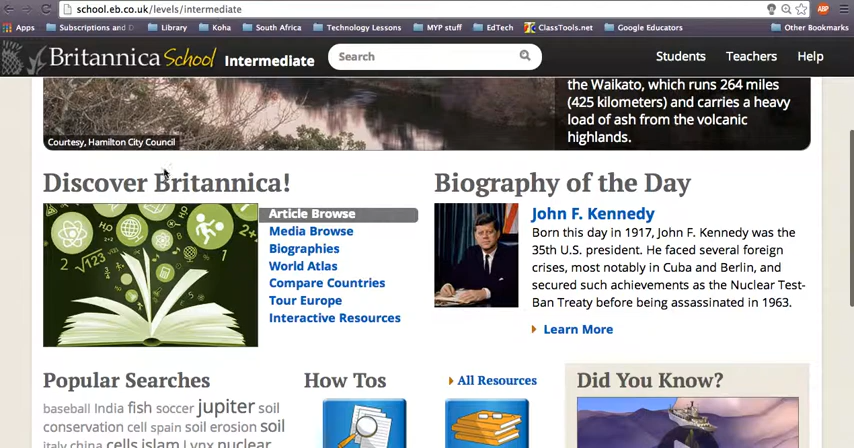 school.eb.co.uk/levels/intermediate
Apps Subscriptions and D Library Koha South Africa Technology Lessons MYP stuff EdTech ClassTools.net Google Educators Other Bookmarks
Britannica School Intermediate Search Students Teachers Help
the Waikato, which runs 264 miles
(425 kilometers) and carries a heavy
load of ash from the volcanic
highlands.
Courtesy, Hamilton City Council
Discover Britannica!
Article Browse
Media Browse
Biographies
World Atlas
Compare Countries
Tour Europe
Interactive Resources
Biography of the Day
John F. Kennedy
Born this day in 1917, John F. Kennedy was the
35th U.S. president. He faced several foreign
crises, most notably in Cuba and Berlin, and
secured such achievements as the Nuclear Test-
Ban Treaty before being assassinated in 1963.
Learn More
Popular Searches
baseball India fish soccer jupiter soil
conservation cell spain soil erosion soil
italy china cells islam Lynx nuclear
How Tos
All Resources
Did You Know?